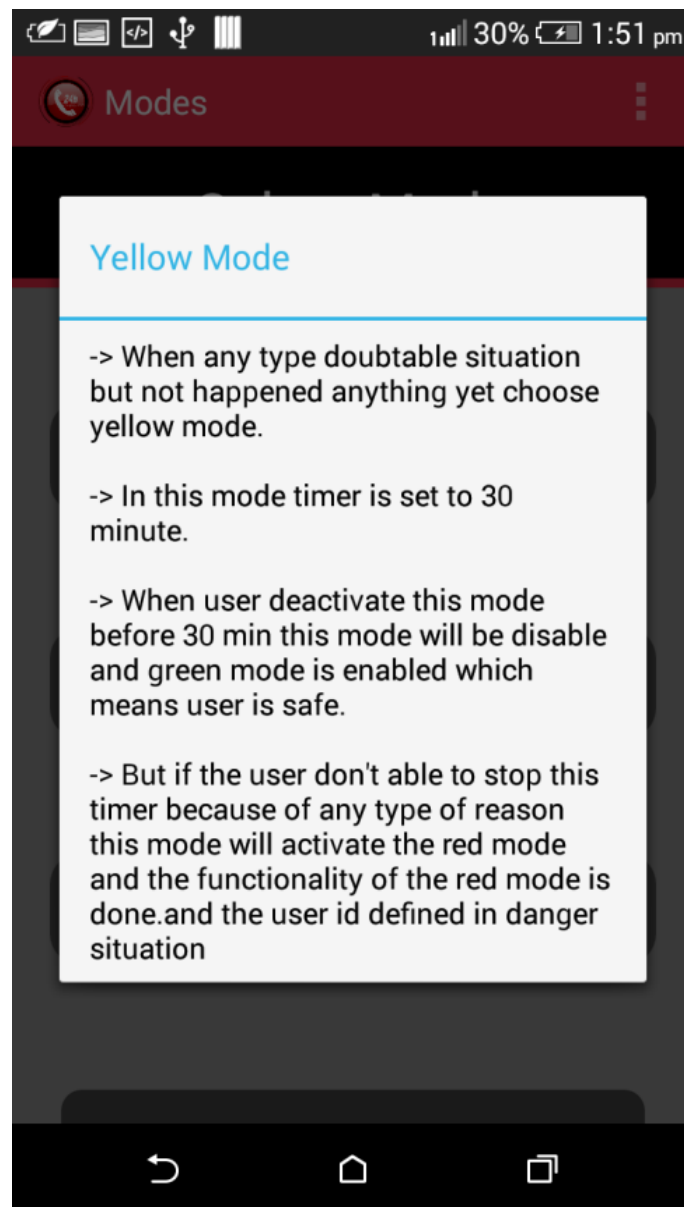 30% 1:51 pm
Modes
Yellow Mode
-> When any type doubtable situation
but not happened anything yet choose
yellow mode.
-> In this mode timer is set to 30
minute.
-> When user deactivate this mode
before 30 min this mode will be disable
and green mode is enabled which
means user is safe.
-> But if the user don't able to stop this
timer because of any type of reason
this mode will activate the red mode
and the functionality of the red mode is
done.and the user id defined in danger
situation